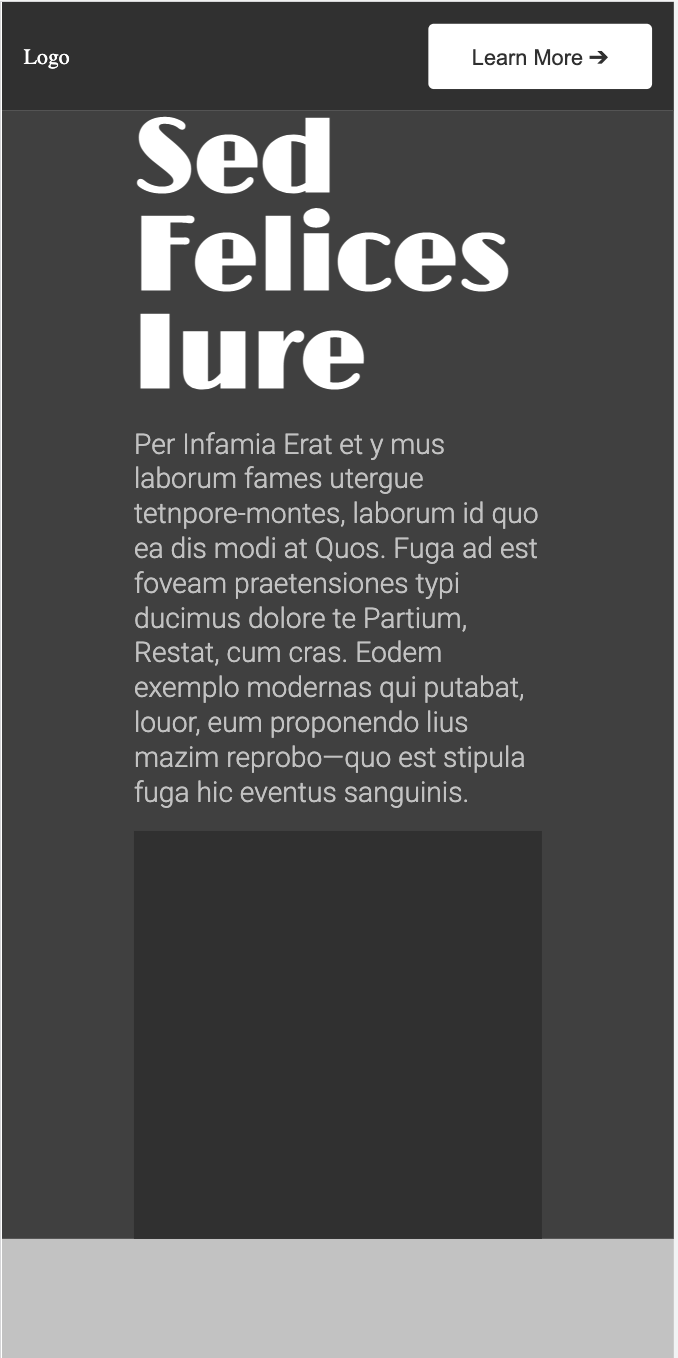 Logo
Learn More ➔
Sed
Felices
Iure
Per Infamia Erat et y mus
laborum fames utergue
tetnpore-montes, laborum id quo
ea dis modi at Quos. Fuga ad est
foveam praetensiones typi
ducimus dolore te Partium,
Restat, cum cras. Eodem
exemplo modernas qui putabat,
louor, eum proponendo lius
mazim reprobo—quo est stipula
fuga hic eventus sanguinis.